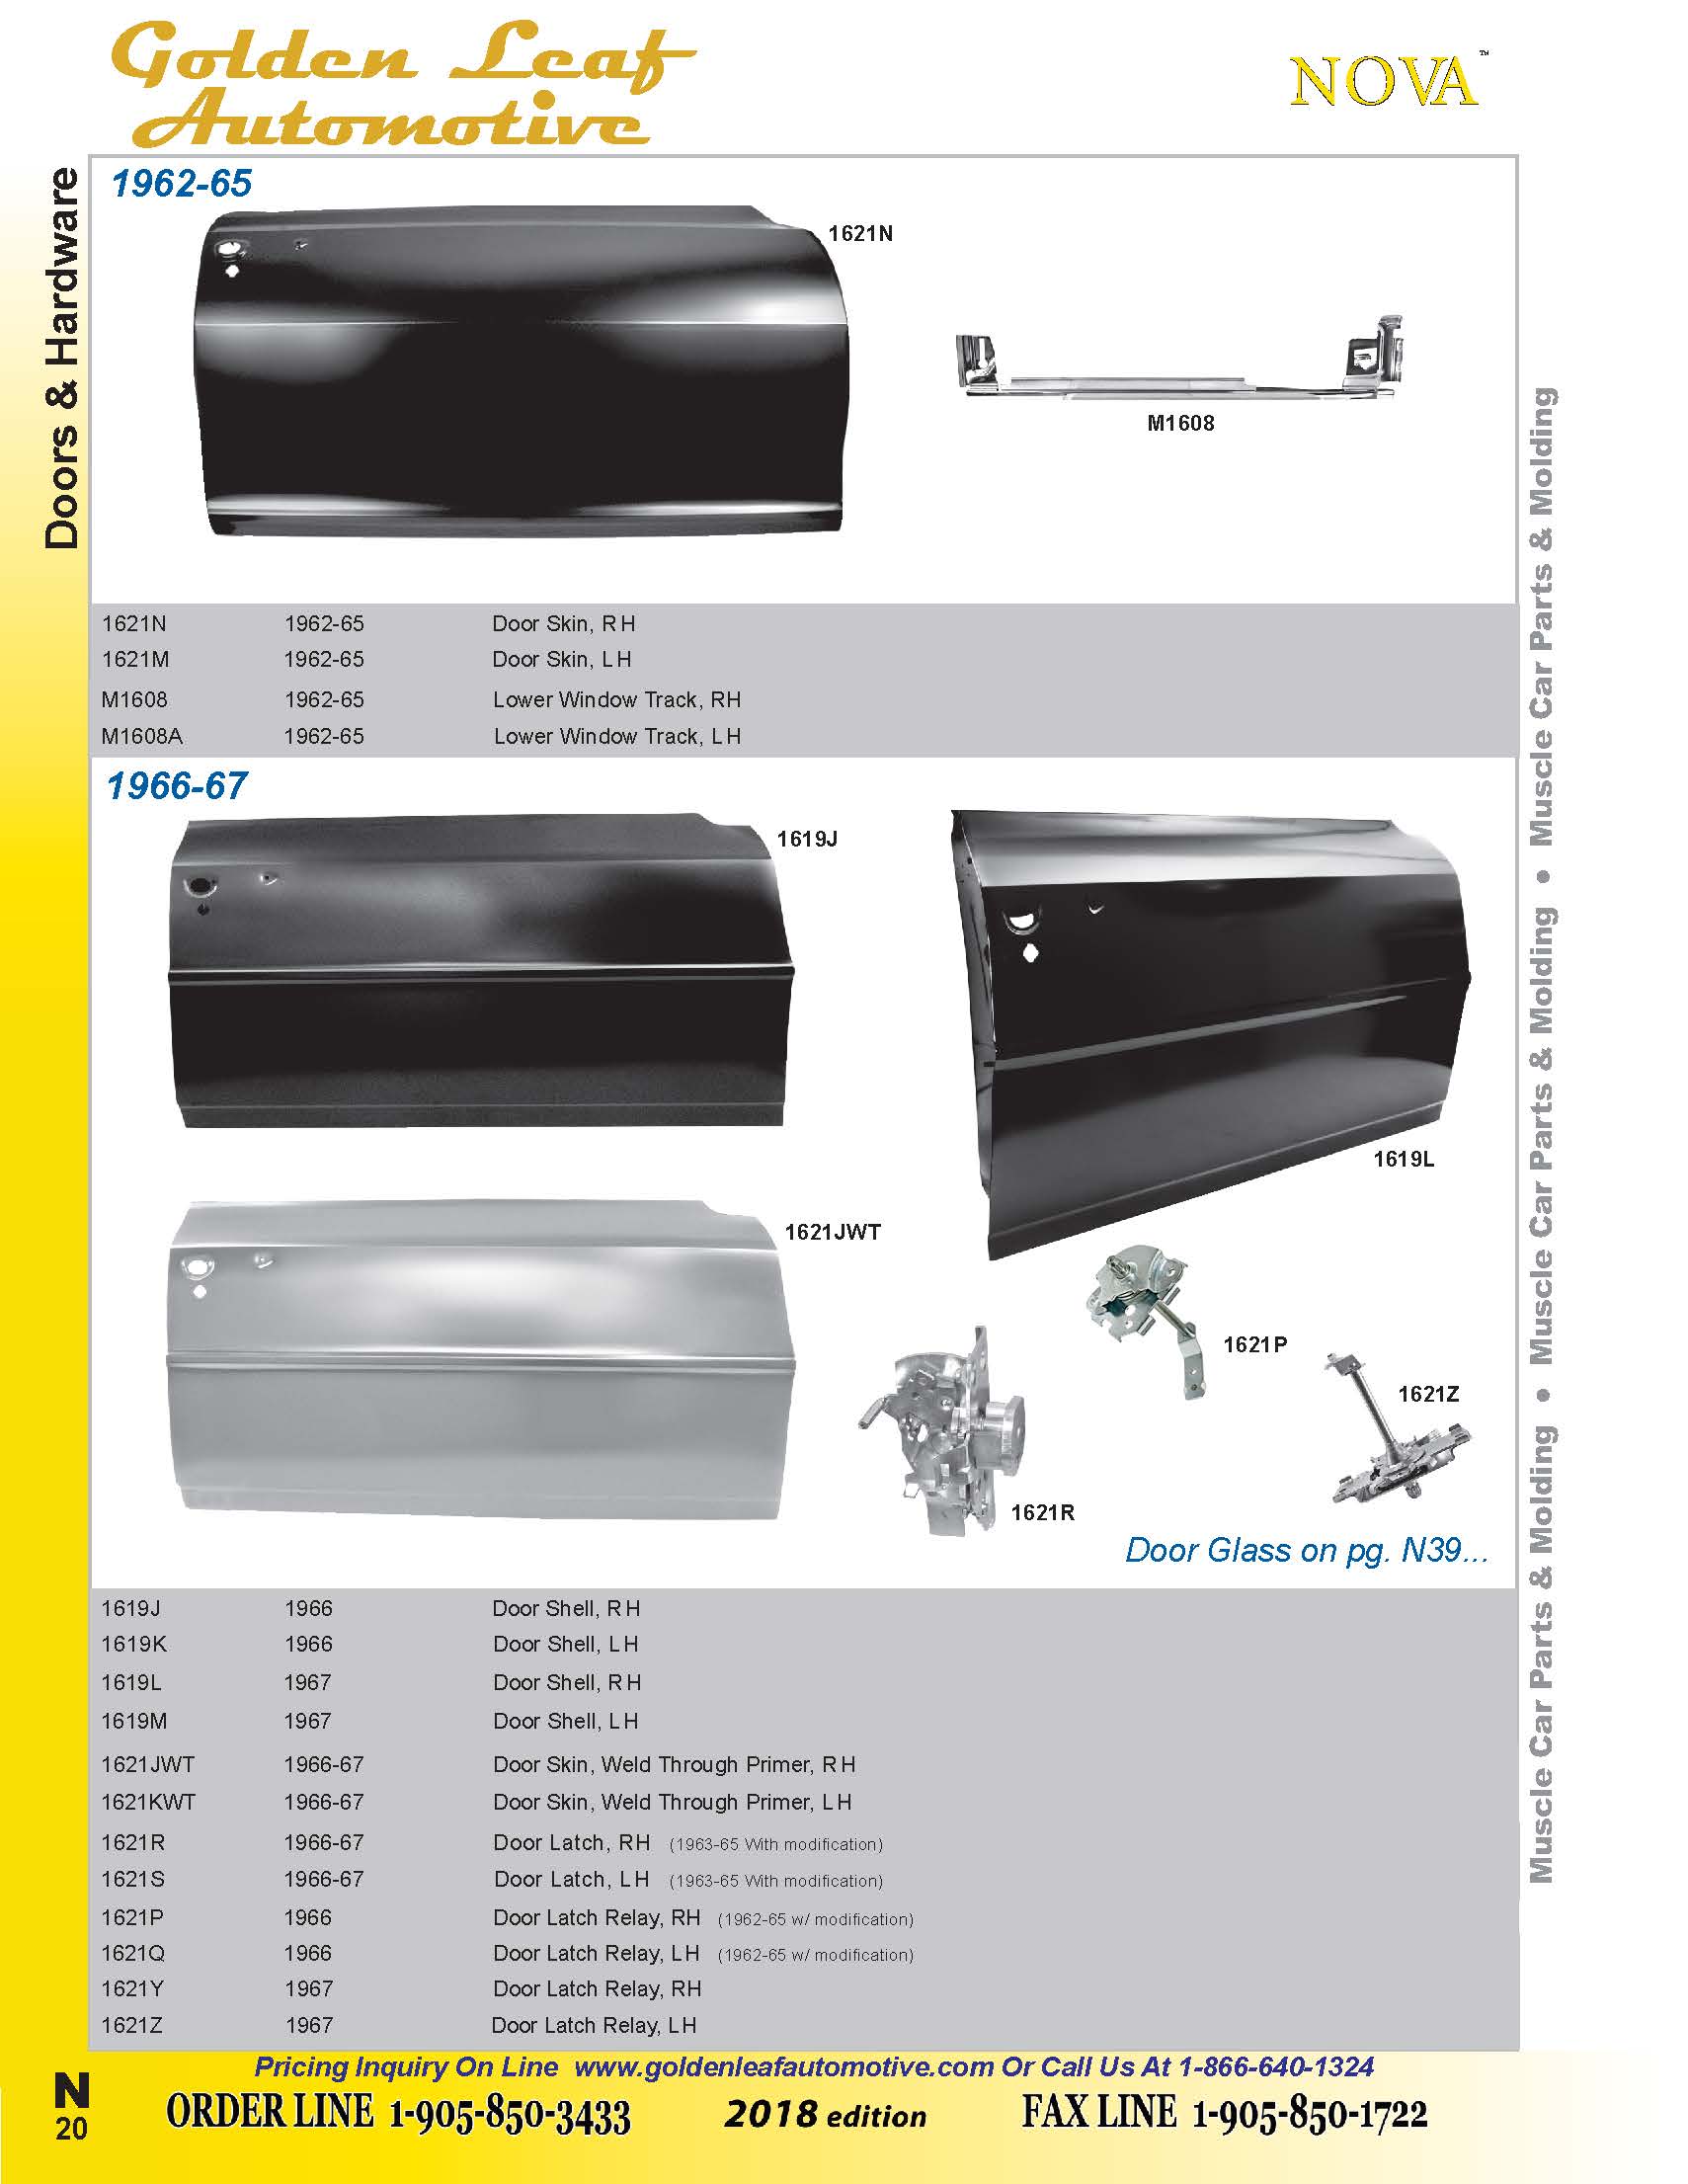 Golden Leaf
Automotive
NOVA™
Doors & Hardware
1962-65
1621N
M1608
1621N 1962-65 Door Skin, RH
1621M 1962-65 Door Skin, LH
M1608 1962-65 Lower Window Track, RH
M1608A 1962-65 Lower Window Track, LH
1966-67
1619J
1619L
1621JWT
1621P
1621Z
1621R
Door Glass on pg. N39...
1619J 1966 Door Shell, RH
1619K 1966 Door Shell, LH
1619L 1967 Door Shell, RH
1619M 1967 Door Shell, LH
1621JWT 1966-67 Door Skin, Weld Through Primer, RH
1621KWT 1966-67 Door Skin, Weld Through Primer, LH
1621R 1966-67 Door Latch, RH (1963-65 With modification)
1621S 1966-67 Door Latch, LH (1963-65 With modification)
1621P 1966 Door Latch Relay, RH (1962-65 w/ modification)
1621Q 1966 Door Latch Relay, LH (1962-65 w/ modification)
1621Y 1967 Door Latch Relay, RH
1621Z 1967 Door Latch Relay, LH
Muscle Car Parts & Molding • Muscle Car Parts & Molding • Muscle Car Parts & Molding
Pricing Inquiry On Line www.goldenleafautomotive.com Or Call Us At 1-866-640-1324
N
20
ORDER LINE 1-905-850-3433 2018 edition FAX LINE 1-905-850-1722